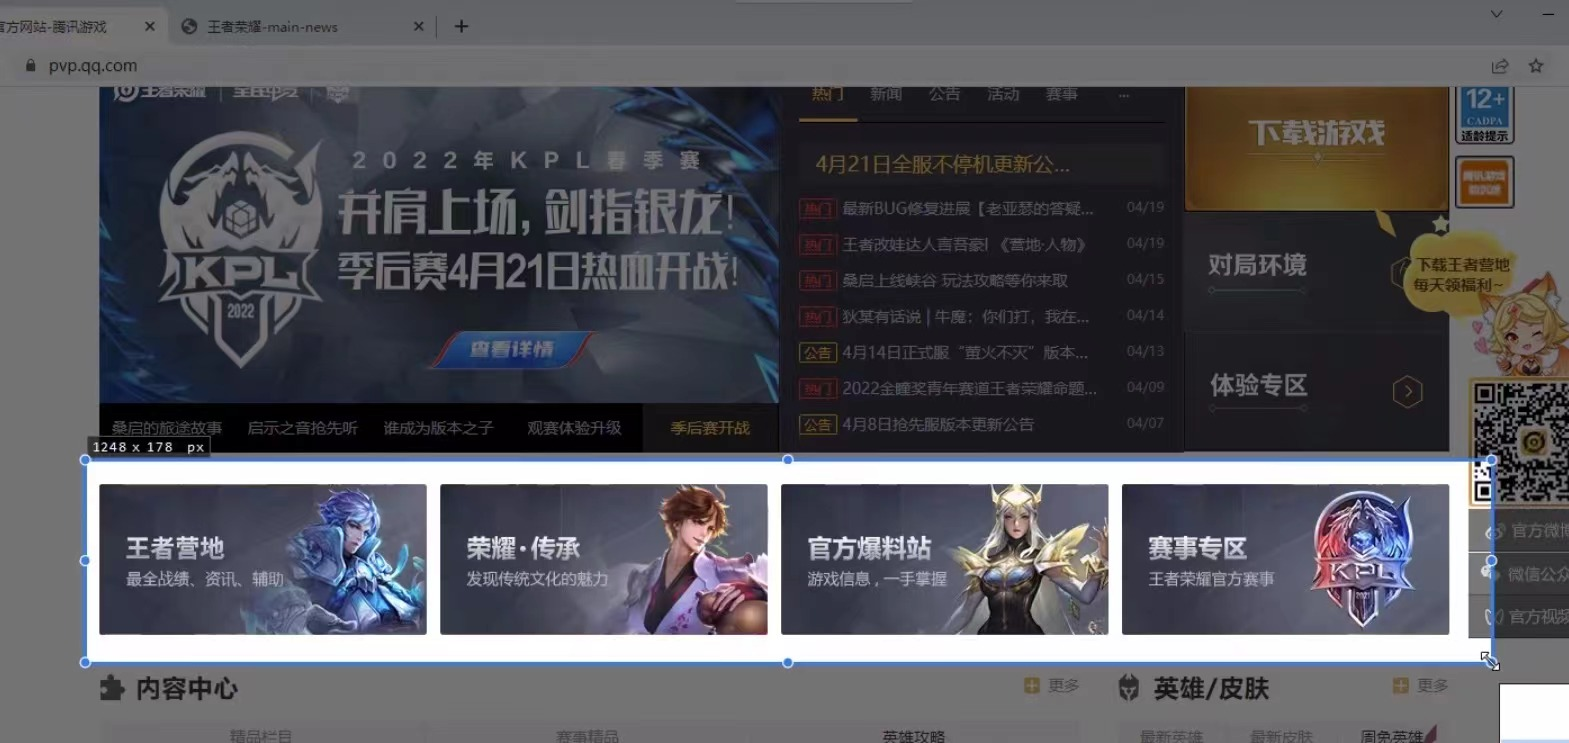 官方网站-腾讯游戏
王者荣耀-main-news
pvp.qq.com
王者荣耀
热门 新闻 公告 活动 赛事 ...
12+
CADPA
适龄提示
下载游戏
2022年KPL春季赛
并肩上场,剑指银龙!
季后赛4月21日热血开战!
KPL
2022
查看详情
4月21日全服不停机更新公...
热门 最新BUG修复进展【老亚瑟的答疑... 04/19
热门 王者改娃达人言吾豪I 《营地·人物》 04/19
热门 桑启上线峡谷 玩法攻略等你来取 04/15
热门 狄某有话说 | 牛魔：你们打，我在... 04/14
公告 4月14日正式服“萤火不灭”版本... 04/13
热门 2022金瞳奖青年赛道王者荣耀命题... 04/09
公告 4月8日抢先服版本更新公告 04/07
对局环境
体验专区
下载王者营地
每天领福利~
桑启的旅途故事 启示之音抢先听 谁成为版本之子 观赛体验升级 季后赛开战
1248 x 178 px
王者营地
最全战绩、资讯、辅助
荣耀·传承
发现传统文化的魅力
官方爆料站
游戏信息，一手掌握
赛事专区
王者荣耀官方赛事
KPL
2021
官方微博
微信公众
官方视频
内容中心 更多
英雄/皮肤 更多
精品栏目 赛事精品 英雄攻略
最新英雄 最新皮肤 周免英雄